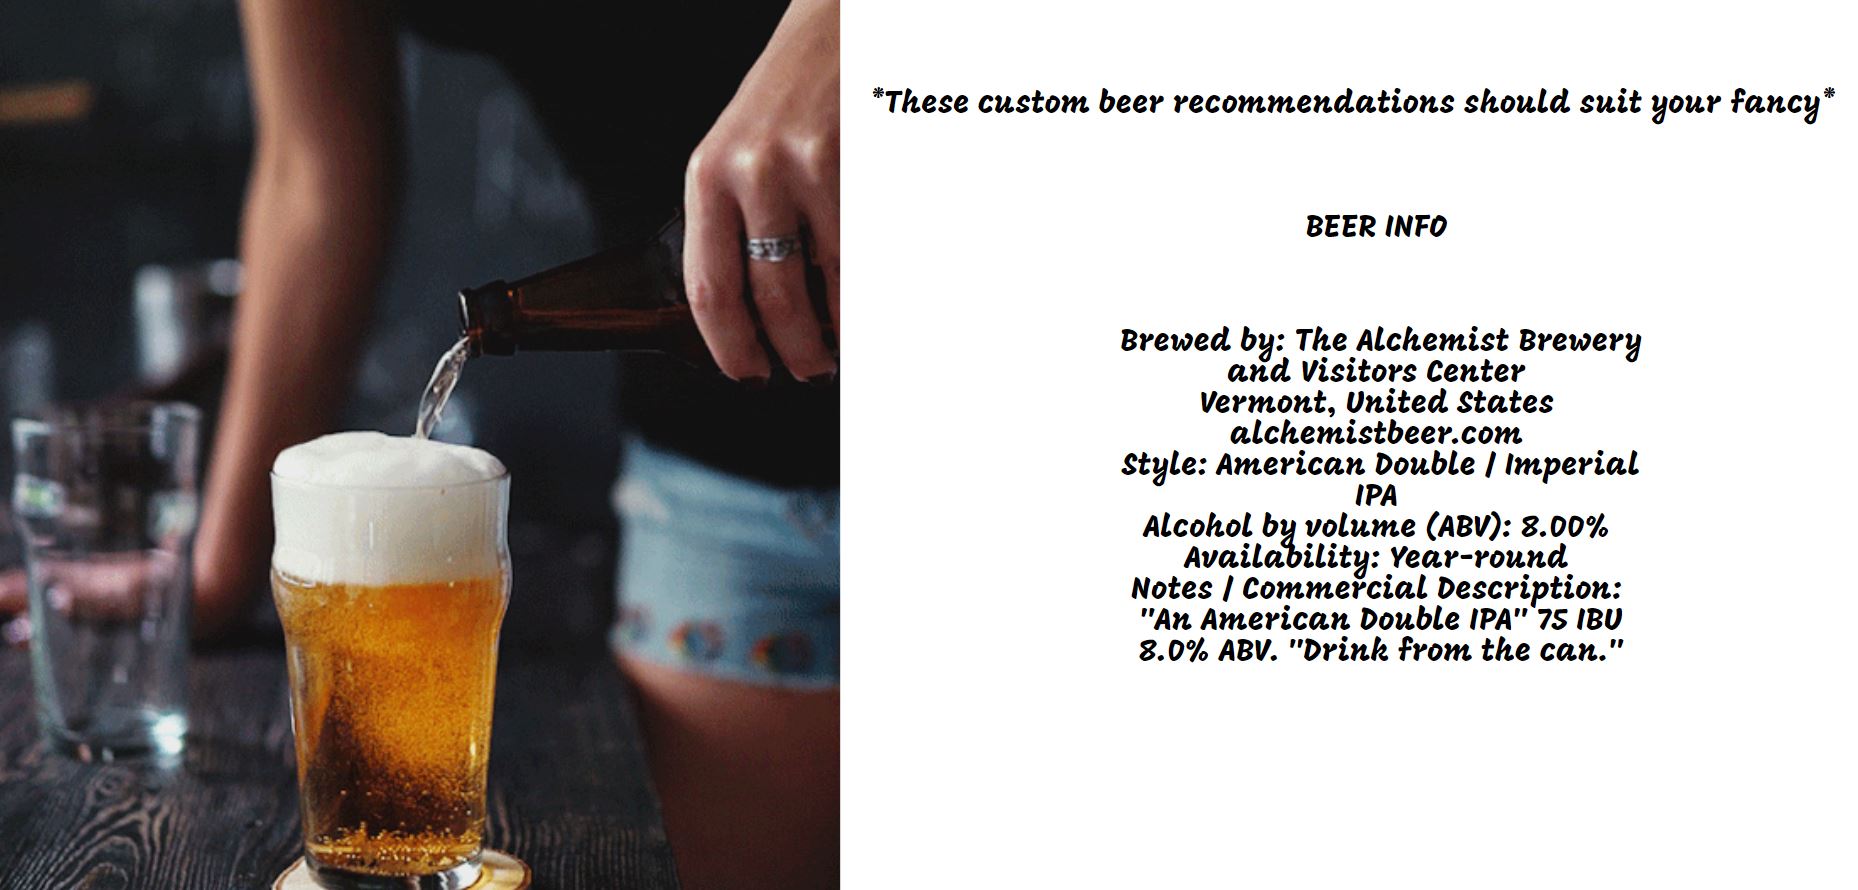 *These custom beer recommendations should suit your fancy*
BEER INFO
Brewed by: The Alchemist Brewery
and Visitors Center
Vermont, United States
alchemistbeer.com
Style: American Double / Imperial
IPA
Alcohol by volume (ABV): 8.00%
Availability: Year-round
Notes / Commercial Description:
"An American Double IPA" 75 IBU
8.0% ABV. "Drink from the can."